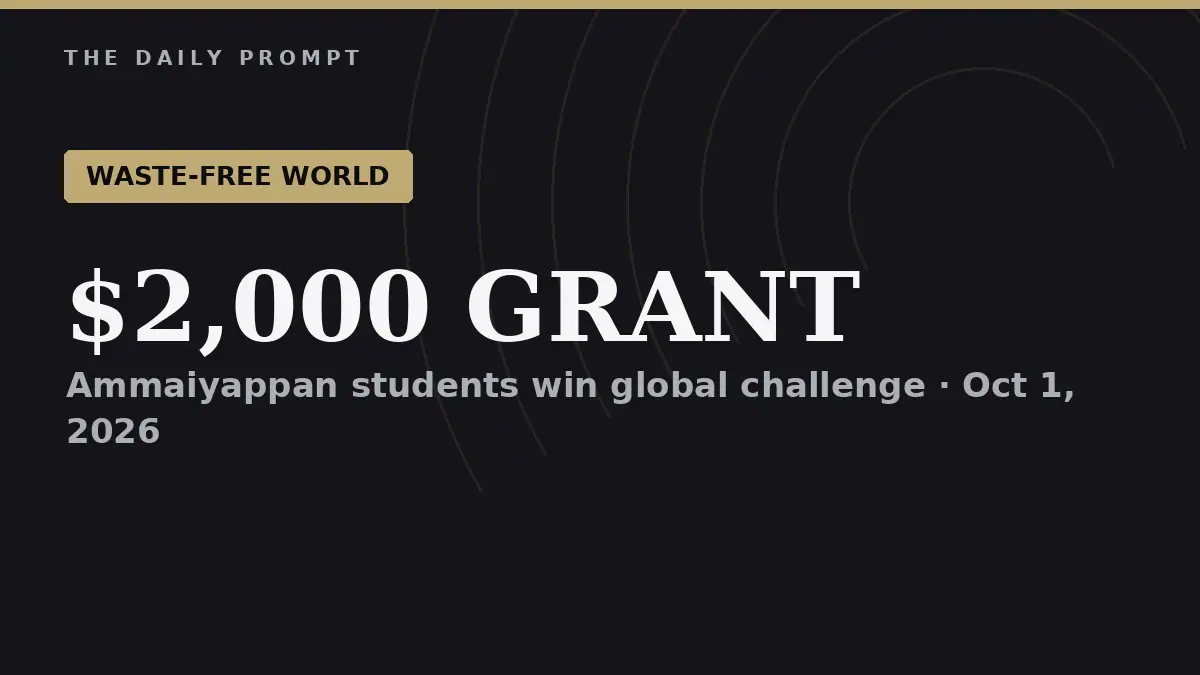 THE DAILY PROMPT
WASTE-FREE WORLD
$2,000 GRANT
Ammaiyappan students win global challenge · Oct 1,
2026